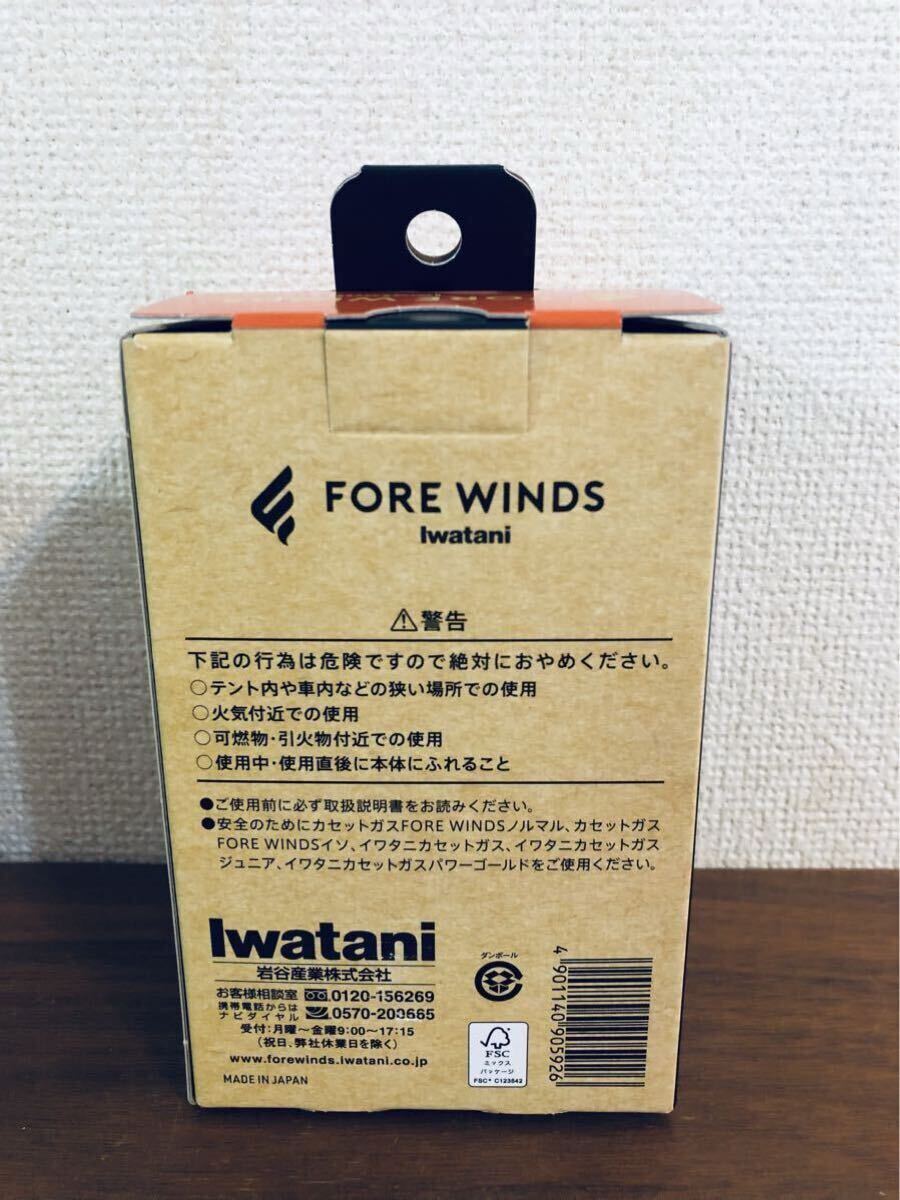 FORE WINDS
Iwatani
⚠警告
下記の行為は危険ですので絶対におやめください。
○テント内や車内などの狭い場所での使用
○火気付近での使用
○可燃物・引火物付近での使用
○使用中・使用直後に本体にふれること
●ご使用前に必ず取扱説明書をお読みください。
●安全のためにカセットガスFORE WINDSノルマル、カセットガス
FORE WINDSイソ、イワタニカセットガス、イワタニカセットガス
ジュニア、イワタニカセットガスパワーゴールドをご使用ください。
Iwatani
岩谷産業株式会社
お客様相談室 0120-156269
携帯電話からは
ナビダイヤル 0570-200665
受付:月曜〜金曜9:00〜17:15
(祝日、弊社休業日を除く)
www.forewinds.iwatani.co.jp
MADE IN JAPAN
ダンボール
FSC
ミックス
パッケージ
FSC® C123542
4 901140 905926